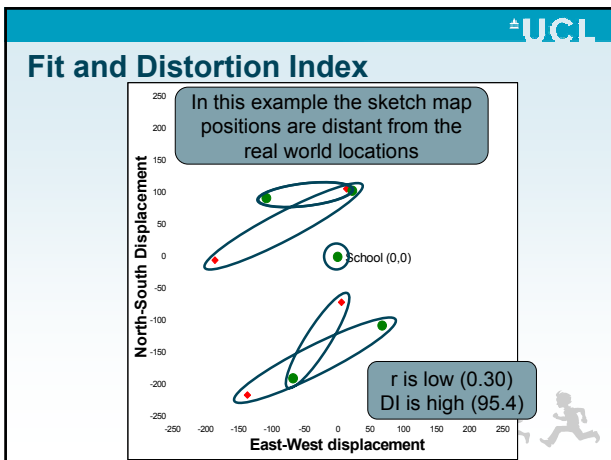 UCL
Fit and Distortion Index
In this example the sketch map
positions are distant from the
real world locations
North-South Displacement
250
200
150
100
50
0
-50
-100
-150
-200
-250
School (0,0)
r is low (0.30)
DI is high (95.4)
-250 -200 -150 -100 -50 0 50 100 150 200 250
East-West displacement